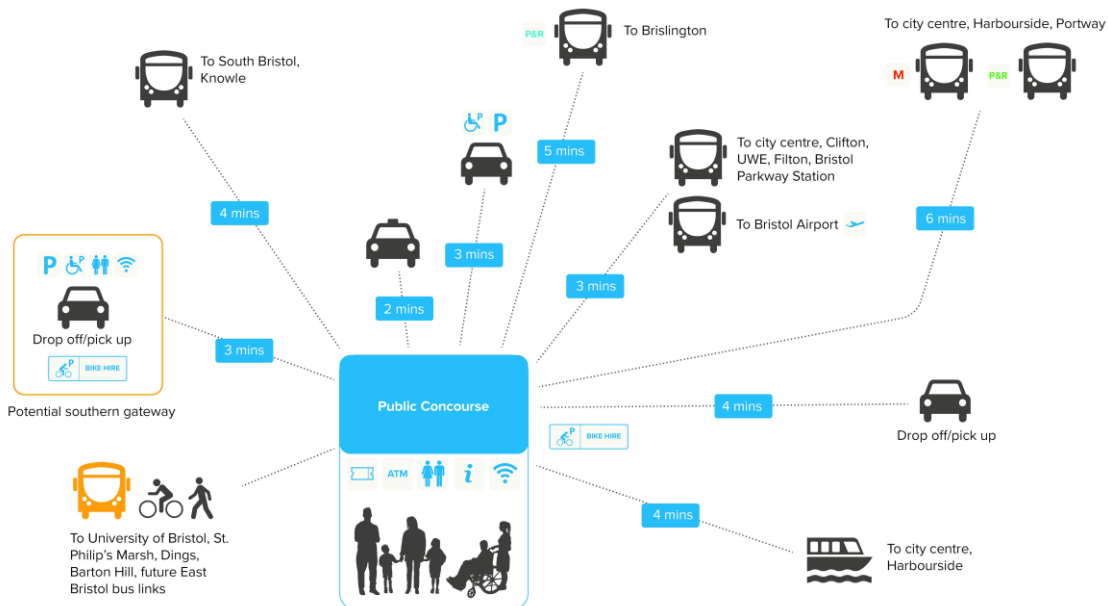 To city centre, Harbourside, Portway
P&R
To Brislington
M
P&R
To South Bristol,
Knowle
P
P
5 mins
To city centre, Clifton,
UWE, Filton, Bristol
Parkway Station
4 mins
To Bristol Airport
6 mins
P
P
3 mins
3 mins
2 mins
Drop off/pick up
3 mins
P
BIKE HIRE
Potential southern gateway
Public Concourse
4 mins
Drop off/pick up
P
BIKE HIRE
ATM
i
4 mins
To University of Bristol, St.
Philip's Marsh, Dings,
Barton Hill, future East
Bristol bus links
To city centre,
Harbourside